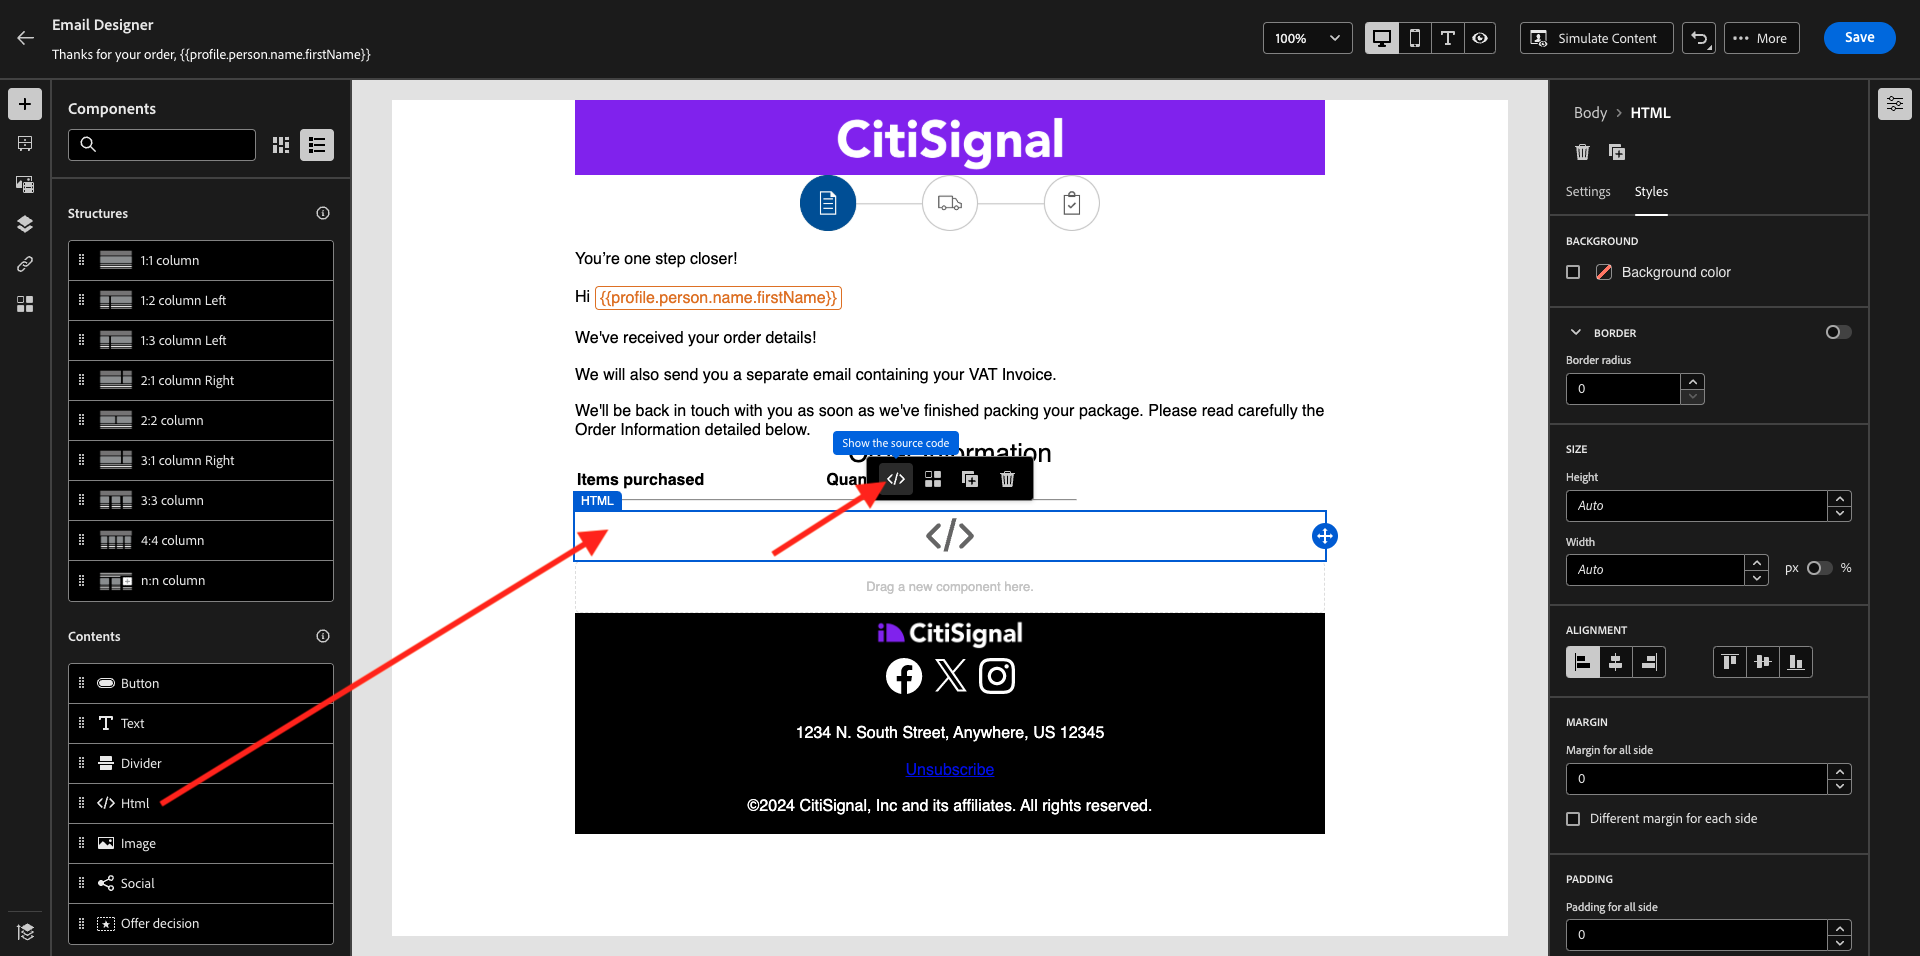 Email Designer
Thanks for your order, {{profile.person.name.firstName}}
100%
Simulate Content
More
Save
Components
Structures
1:1 column
1:2 column Left
1:3 column Left
2:1 column Right
2:2 column
3:1 column Right
3:3 column
4:4 column
n:n column
Contents
Button
Text
Divider
Html
Image
Social
Offer decision
CitiSignal
You’re one step closer!
Hi {{profile.person.name.firstName}}
We've received your order details!
We will also send you a separate email containing your VAT Invoice.
We'll be back in touch with you as soon as we've finished packing your package. Please read carefully the
Order Information detailed below.
Show the source code
Items purchased
HTML
Drag a new component here.
CitiSignal
1234 N. South Street, Anywhere, US 12345
Unsubscribe
©2024 CitiSignal, Inc and its affiliates. All rights reserved.
Body > HTML
Settings
Styles
BACKGROUND
Background color
BORDER
Border radius
0
SIZE
Height
Auto
Width
Auto
px
%
ALIGNMENT
MARGIN
Margin for all side
0
Different margin for each side
PADDING
Padding for all side
0